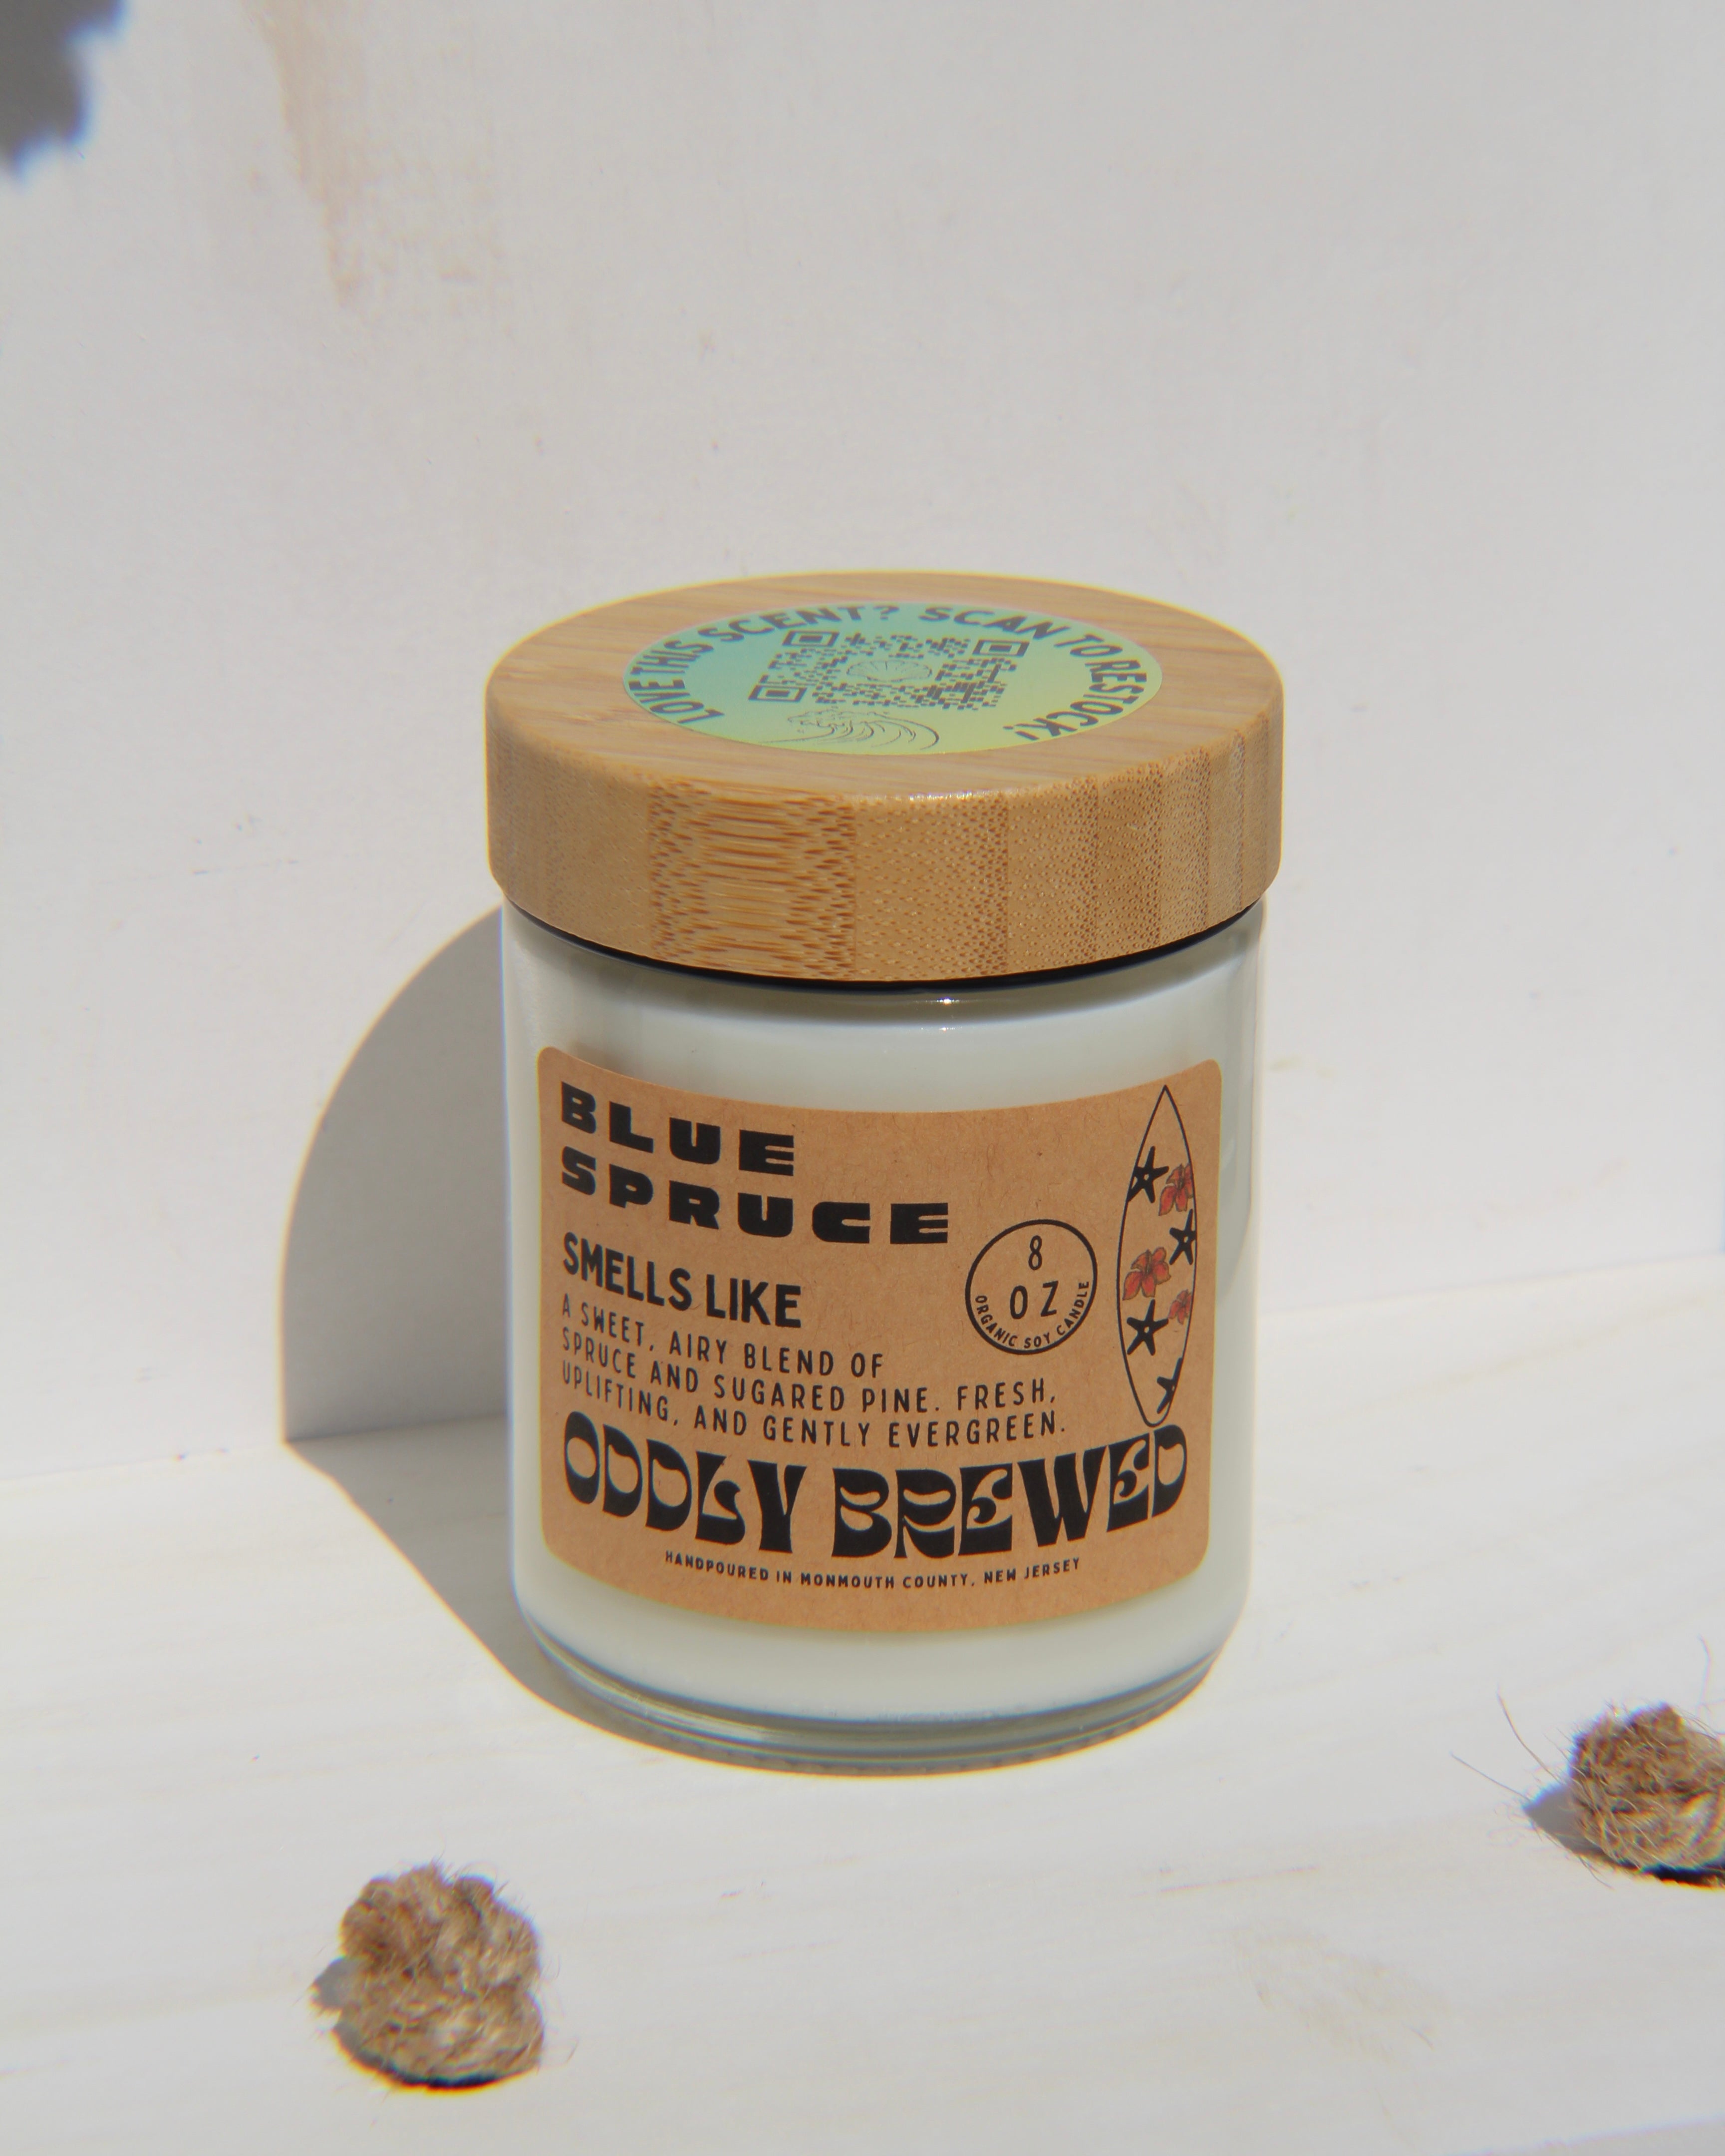 LOVE THIS SCENT? SCAN TO RESTOCK!
BLUE
SPRUCE
SMELLS LIKE
A SWEET, AIRY BLEND OF
SPRUCE AND SUGARED PINE. FRESH,
UPLIFTING, AND GENTLY EVERGREEN.
8
OZ
ORGANIC SOY CANDLE
ODDLY BREWED
HANDPOURED IN MONMOUTH COUNTY, NEW JERSEY